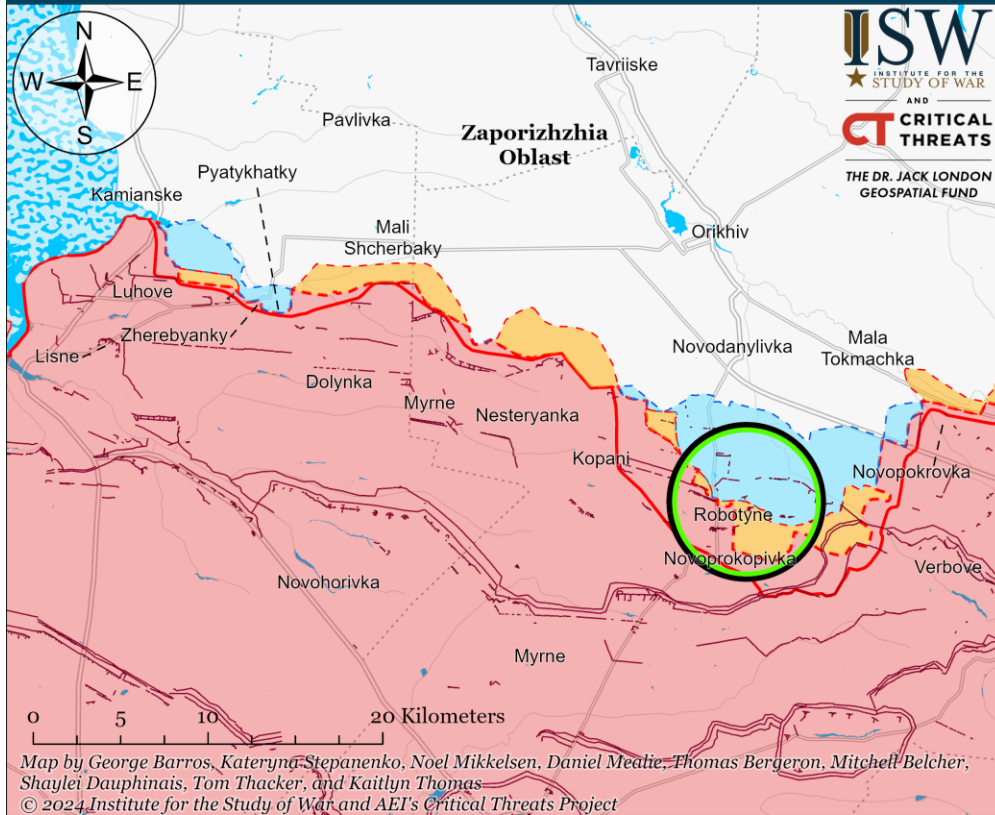 N
W
E
S
ISW
INSTITUTE FOR THE
STUDY OF WAR
AND
CT CRITICAL
THREATS
THE DR. JACK LONDON
GEOSPATIAL FUND
Tavriiske
Pavlivka
Zaporizhzhia
Oblast
Pyatykhatky
Kamianske
Mali
Shcherbaky
Orikhiv
Luhove
Zherebyanky
Lisne
Dolynka
Novodanylivka
Mala
Tokmachka
Myrne
Nesteryanka
Kopani
Novopokrovka
Robotyne
Novoprokopivka
Verbove
Novohorivka
Myrne
0 5 10 20 Kilometers
Map by George Barros, Kateryna Stepanenko, Noel Mikkelsen, Daniel Mealie, Thomas Bergeron, Mitchell Belcher,
Shaylei Dauphinais, Tom Thacker, and Kaitlyn Thomas
© 2024 Institute for the Study of War and AEI's Critical Threats Project